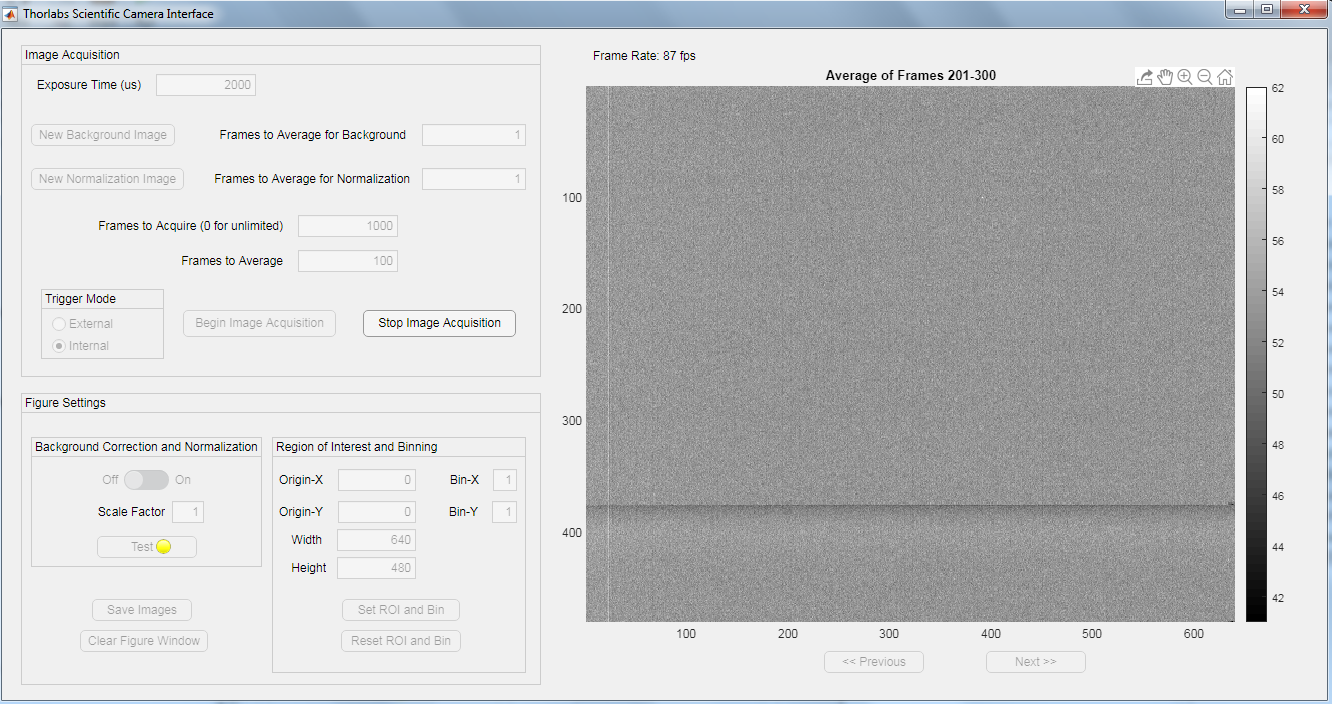 Thorlabs Scientific Camera Interface
Image Acquisition
Exposure Time (us) 2000
New Background Image Frames to Average for Background 1
New Normalization Image Frames to Average for Normalization 1
Frames to Acquire (0 for unlimited) 1000
Frames to Average 100
Trigger Mode
External
Internal
Begin Image Acquisition Stop Image Acquisition
Figure Settings
Background Correction and Normalization
Off On
Scale Factor 1
Test
Save Images
Clear Figure Window
Region of Interest and Binning
Origin-X 0 Bin-X 1
Origin-Y 0 Bin-Y 1
Width 640
Height 480
Set ROI and Bin
Reset ROI and Bin
Frame Rate: 87 fps
Average of Frames 201-300
100
200
300
400
100 200 300 400 500 600
62
60
58
56
54
52
50
48
46
44
42
<< Previous Next >>